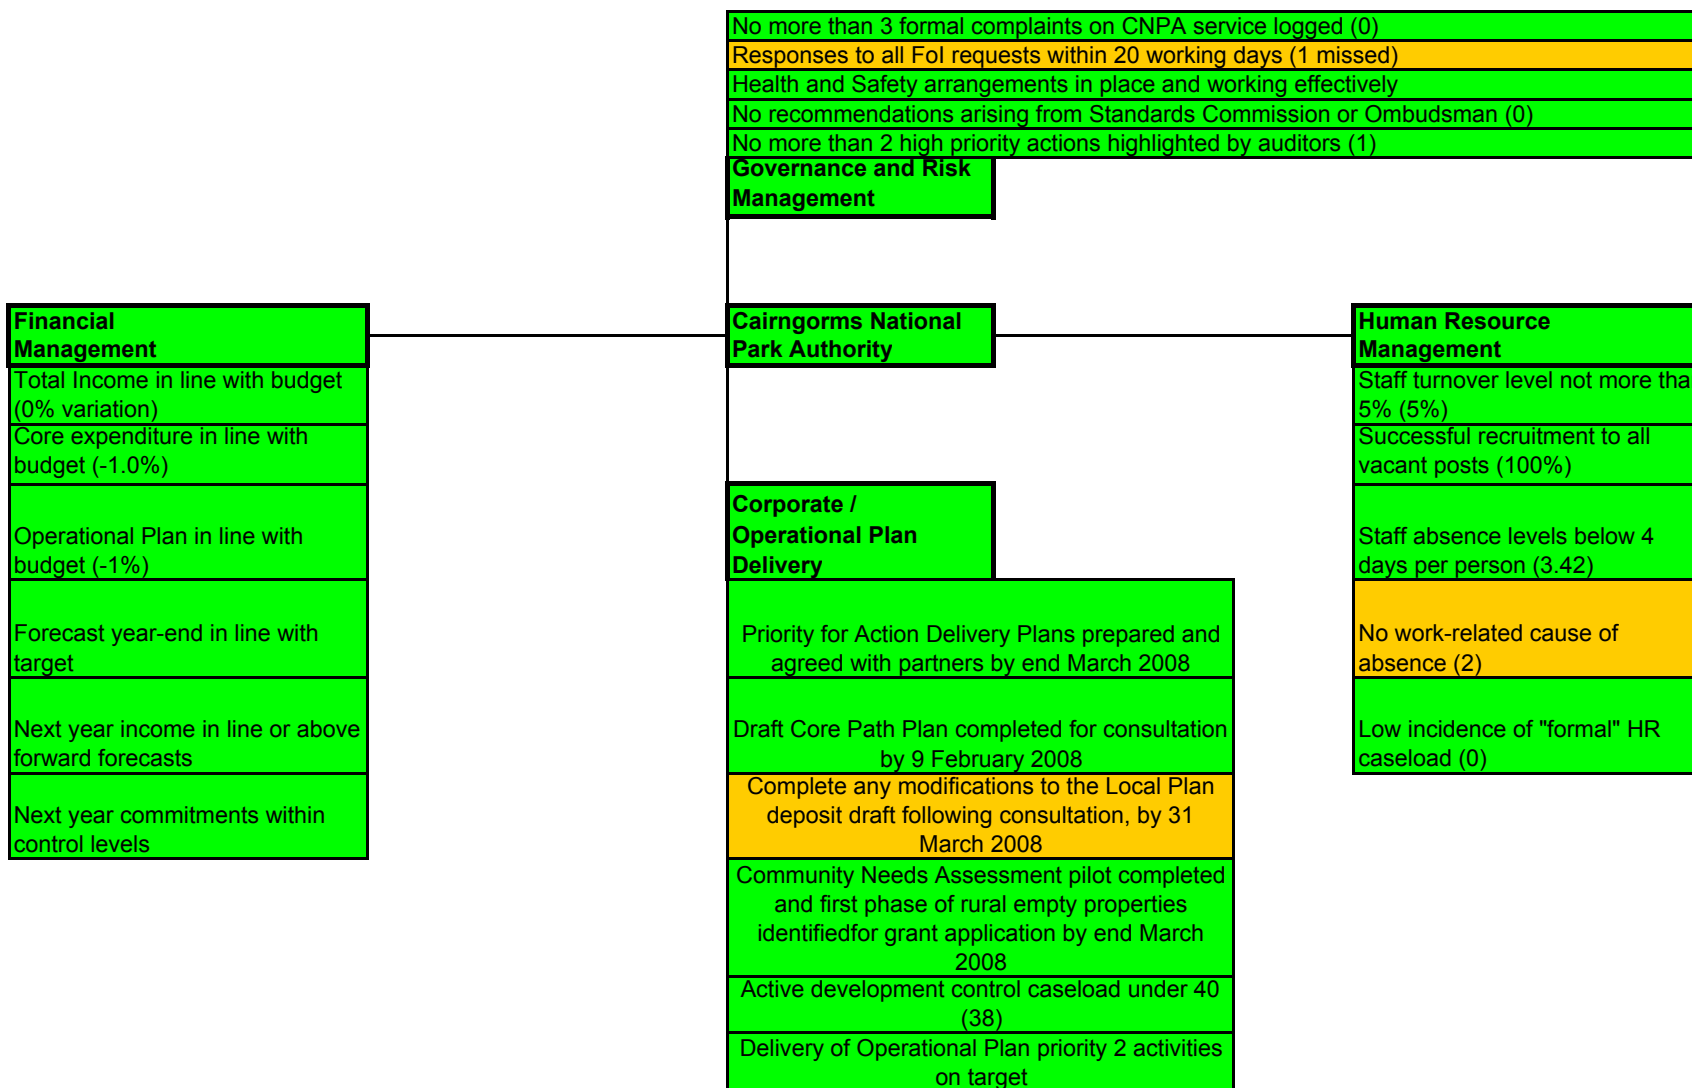 No more than 3 formal complaints on CNPA service logged (0)
Responses to all FoI requests within 20 working days (1 missed)
Health and Safety arrangements in place and working effectively
No recommendations arising from Standards Commission or Ombudsman (0)
No more than 2 high priority actions highlighted by auditors (1)
Governance and Risk
Management
Financial
Management
Total Income in line with budget
(0% variation)
Core expenditure in line with
budget (-1.0%)
Operational Plan in line with
budget (-1%)
Forecast year-end in line with
target
Next year income in line or above
forward forecasts
Next year commitments within
control levels
Cairngorms National
Park Authority
Corporate /
Operational Plan
Delivery
Priority for Action Delivery Plans prepared and
agreed with partners by end March 2008
Draft Core Path Plan completed for consultation
by 9 February 2008
Complete any modifications to the Local Plan
deposit draft following consultation, by 31
March 2008
Community Needs Assessment pilot completed
and first phase of rural empty properties
identifiedfor grant application by end March
2008
Active development control caseload under 40
(38)
Delivery of Operational Plan priority 2 activities
on target
Human Resource
Management
Staff turnover level not more tha
5% (5%)
Successful recruitment to all
vacant posts (100%)
Staff absence levels below 4
days per person (3.42)
No work-related cause of
absence (2)
Low incidence of "formal" HR
caseload (0)